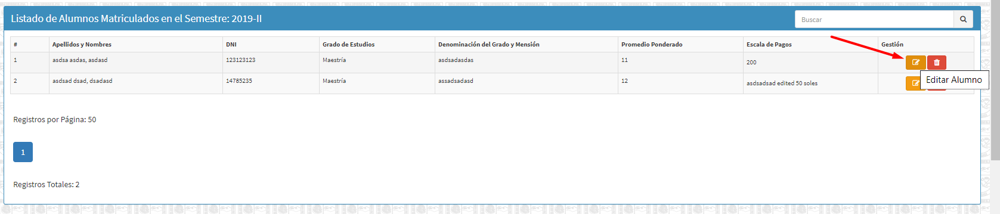 Listado de Alumnos Matriculados en el Semestre: 2019-II Buscar
# Apellidos y Nombres DNI Grado de Estudios Denominación del Grado y Mensión Promedio Ponderado Escala de Pagos Gestión
1 asdsa asdas, asdasd 123123123 Maestría asdsadasdas 11 200
2 asdsad dsad, dsadasd 14785235 Maestría assadsadasd 12 asdsadsad edited 50 soles
Editar Alumno
Registros por Página: 50
1
Registros Totales: 2